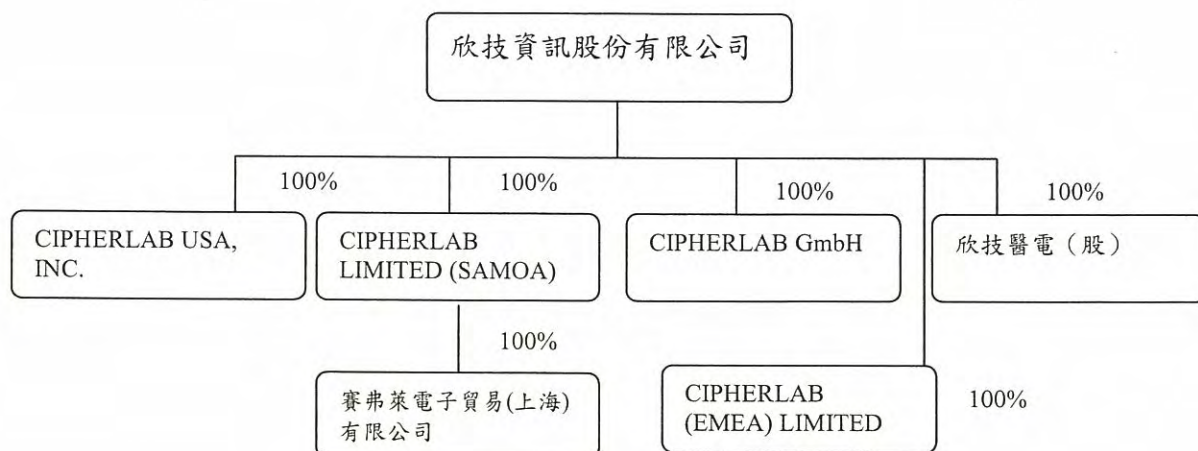 欣技資訊股份有限公司
100%
100%
100%
100%
CIPHERLAB USA,
INC.
CIPHERLAB
LIMITED (SAMOA)
CIPHERLAB GmbH
欣技醫電（股）
100%
賽弗萊電子貿易(上海)
有限公司
CIPHERLAB
(EMEA) LIMITED
100%